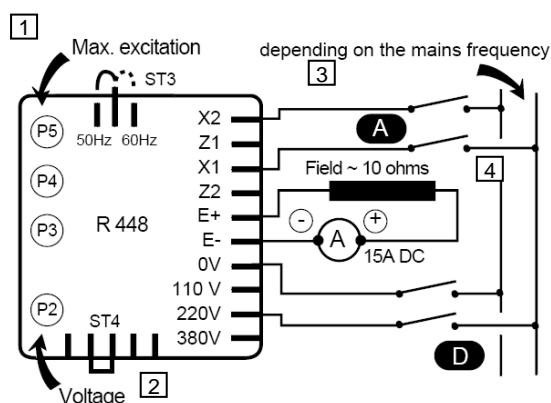 1
Max. excitation
depending on the mains frequency
ST3
3
P5
50Hz 60Hz
X2
A
Z1
P4
X1
Field ~ 10 ohms
4
Z2
P3
R 448
E+
- A +
E-
15A DC
0V
110 V
P2
ST4
220V
380V
D
Voltage
2